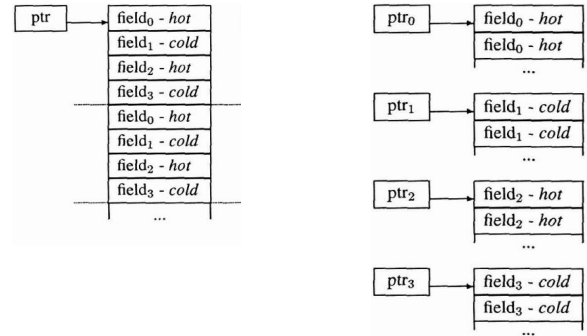 ptr
field₀ - hot
field₁ - cold
field₂ - hot
field₃ - cold
field₀ - hot
field₁ - cold
field₂ - hot
field₃ - cold
...
ptr₀
field₀ - hot
field₀ - hot
...
ptr₁
field₁ - cold
field₁ - cold
...
ptr₂
field₂ - hot
field₂ - hot
...
ptr₃
field₃ - cold
field₃ - cold
...